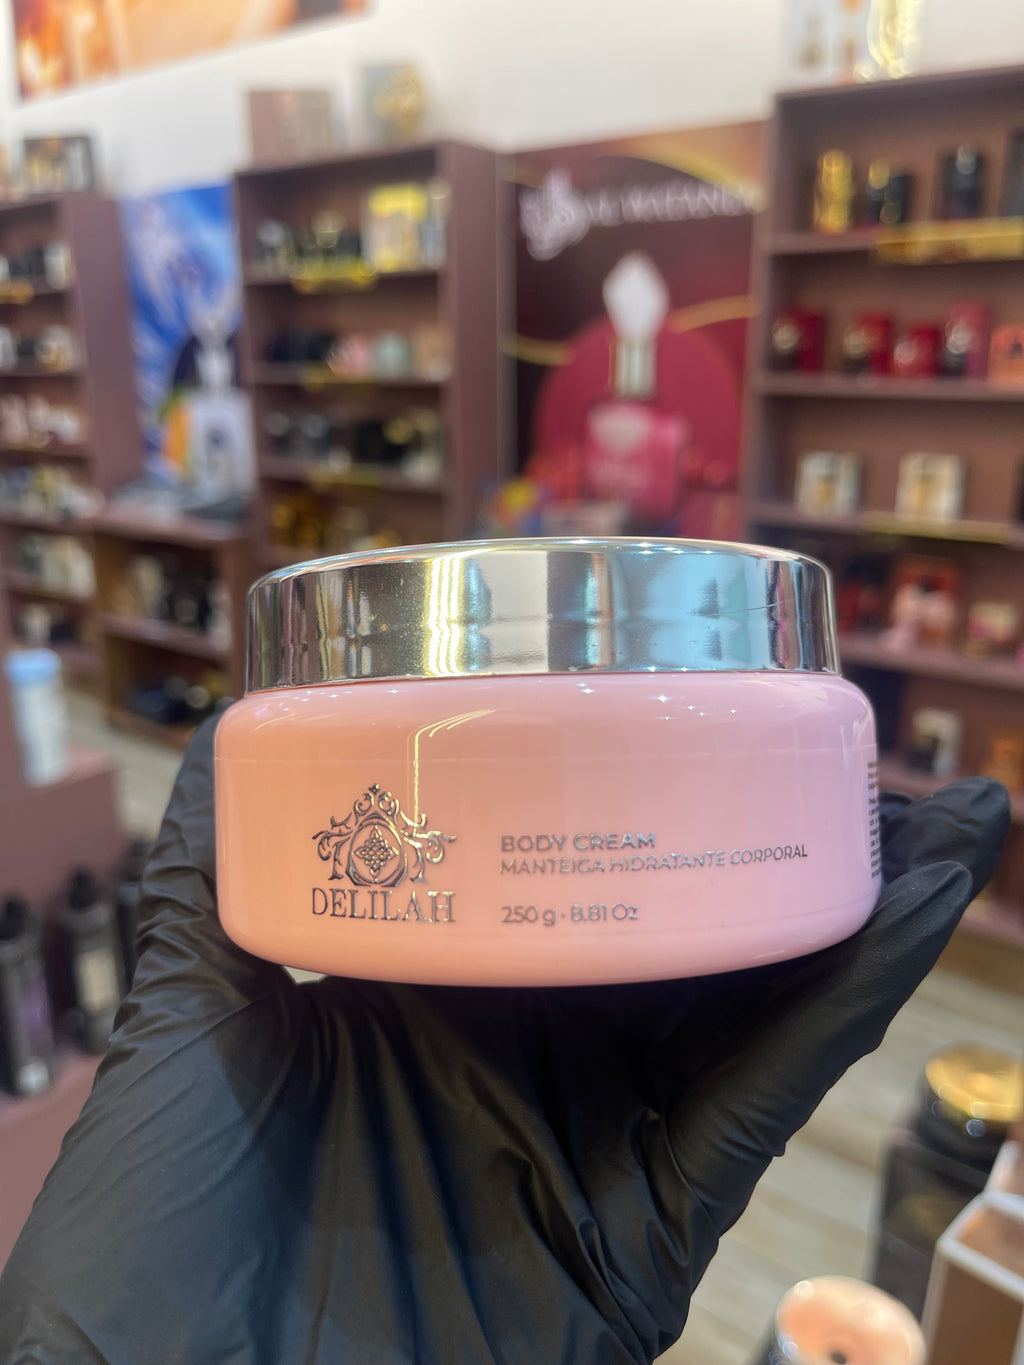 DELILAH
BODY CREAM
MANTEIGA HIDRATANTE CORPORAL
250 g • 8.81 Oz